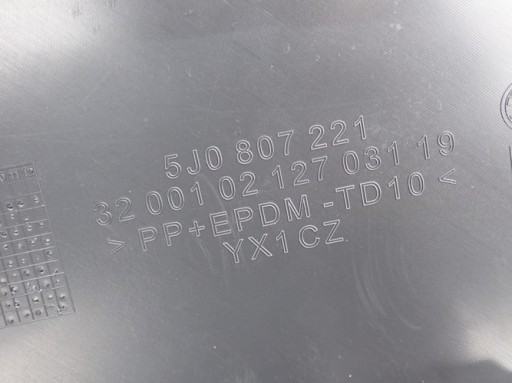 5J0 807 221
32 001 02 127 031 19
> PP+EPDM-TD10 <
YX1CZ